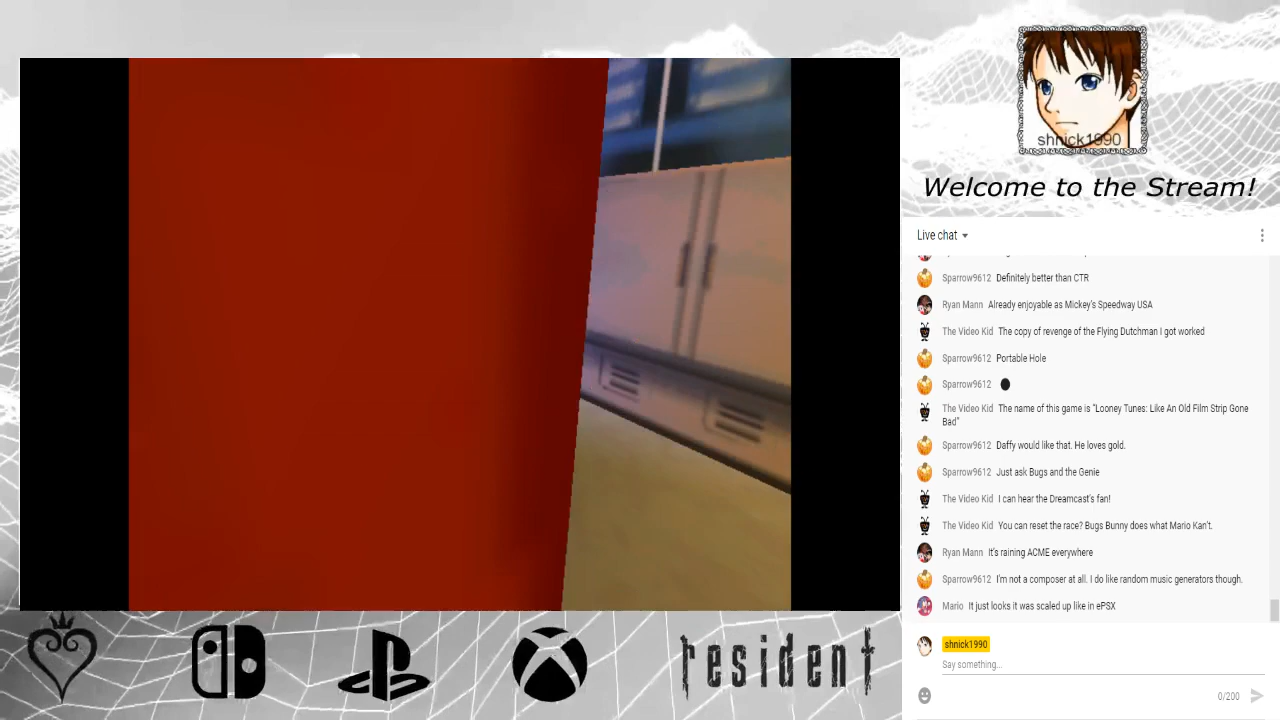 shnick1990
Welcome to the Stream!
Live chat
Sparrow9612 Definitely better than CTR
Ryan Mann Already enjoyable as Mickey's Speedway USA
The Video Kid The copy of revenge of the Flying Dutchman I got worked
Sparrow9612 Portable Hole
Sparrow9612
The Video Kid The name of this game is "Looney Tunes: Like An Old Film Strip Gone
Bad"
Sparrow9612 Daffy would like that. He loves gold.
Sparrow9612 Just ask Bugs and the Genie
The Video Kid I can hear the Dreamcast's fan!
The Video Kid You can reset the race? Bugs Bunny does what Mario Kan't.
Ryan Mann It's raining ACME everywhere
Sparrow9612 I'm not a composer at all. I do like random music generators though.
Mario It just looks it was scaled up like in ePSX
shnick1990
Say something...
0/200
resident